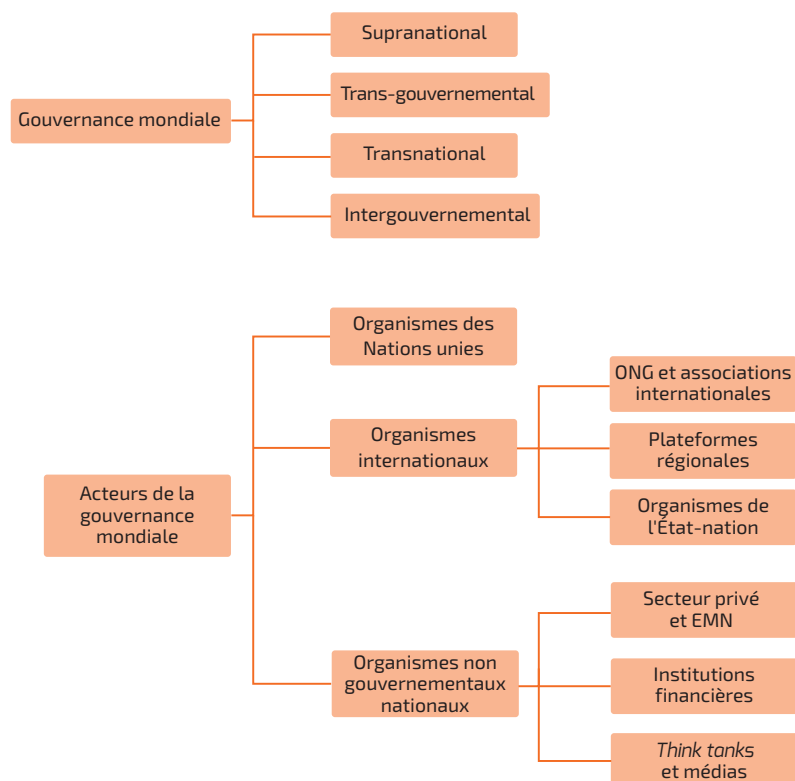 Gouvernance mondiale
Supranational
Trans-gouvernemental
Transnational
Intergouvernemental
Acteurs de la
gouvernance
mondiale
Organismes des
Nations unies
Organismes
internationaux
ONG et associations
internationales
Plateformes
régionales
Organismes de
l'État-nation
Organismes non
gouvernementaux
nationaux
Secteur privé
et EMN
Institutions
financières
Think tanks
et médias